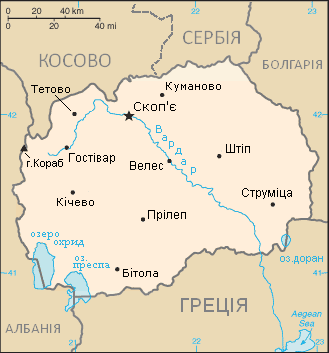 0 20 40 km
0 20 40 mi
22
23
СЕРБІЯ
КОСОВО
БОЛГАРІЯ
Тетово
Куманово
42
Скоп'є
42
Вардар
Гостівар
г.Кораб
Штіп
Велес
Кічево
Струміца
Прілеп
озеро
охрид
оз.
преспа
оз.доран
41
Бітола
41
ГРЕЦІЯ
АЛБАНІЯ
Aegean
Sea
21
22